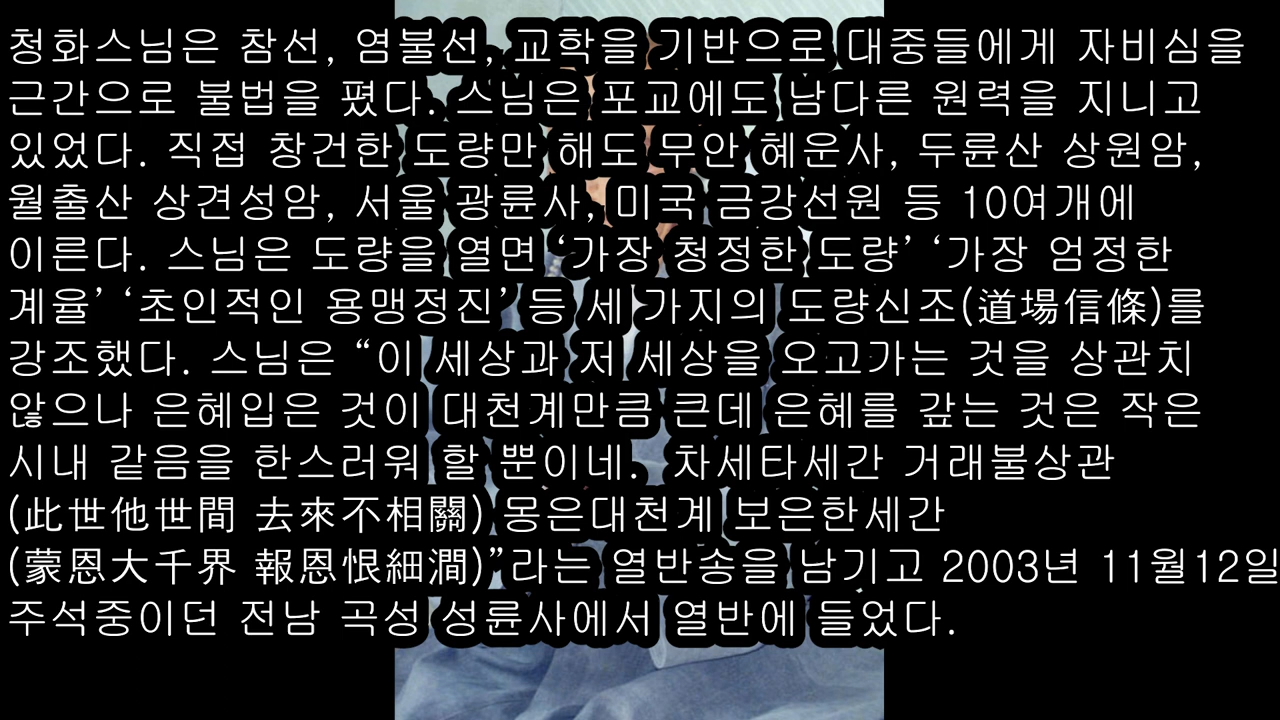 청화스님은 참선, 염불선, 교학을 기반으로 대중들에게 자비심을
근간으로 불법을 폈다. 스님은 포교에도 남다른 원력을 지니고
있었다. 직접 창건한 도량만 해도 무안 혜운사, 두륜산 상원암,
월출산 상견성암, 서울 광륜사, 미국 금강선원 등 10여개에
이른다. 스님은 도량을 열면 ‘가장 청정한 도량’ ‘가장 엄정한
계율’ ‘초인적인 용맹정진’ 등 세 가지의 도량신조(道場信條)를
강조했다. 스님은 “이 세상과 저 세상을 오고가는 것을 상관치
않으나 은혜입은 것이 대천계만큼 큰데 은혜를 갚는 것은 작은
시내 같음을 한스러워 할 뿐이네. 차세타세간 거래불상관
(此世他世間 去來不相關) 몽은대천계 보은한세간
(蒙恩大千界 報恩恨細澗)”라는 열반송을 남기고 2003년 11월12일
주석중이던 전남 곡성 성륜사에서 열반에 들었다.